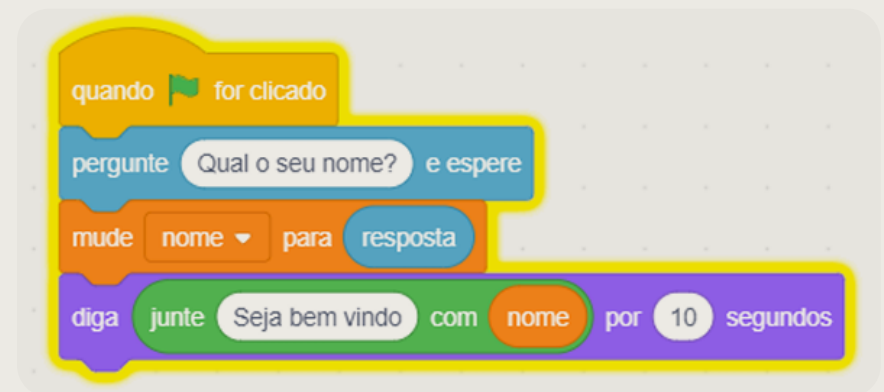 quando for clicado
pergunte Qual o seu nome? e espere
mude nome para resposta
diga junte Seja bem vindo com nome por 10 segundos